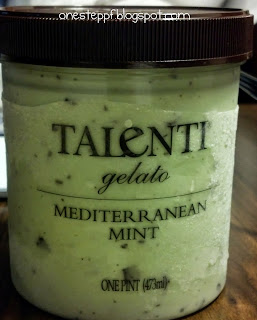 onesteppf.blogspot.com
TALENTI
gelato
MEDITERRANEAN
MINT
ONE PINT (473ml)